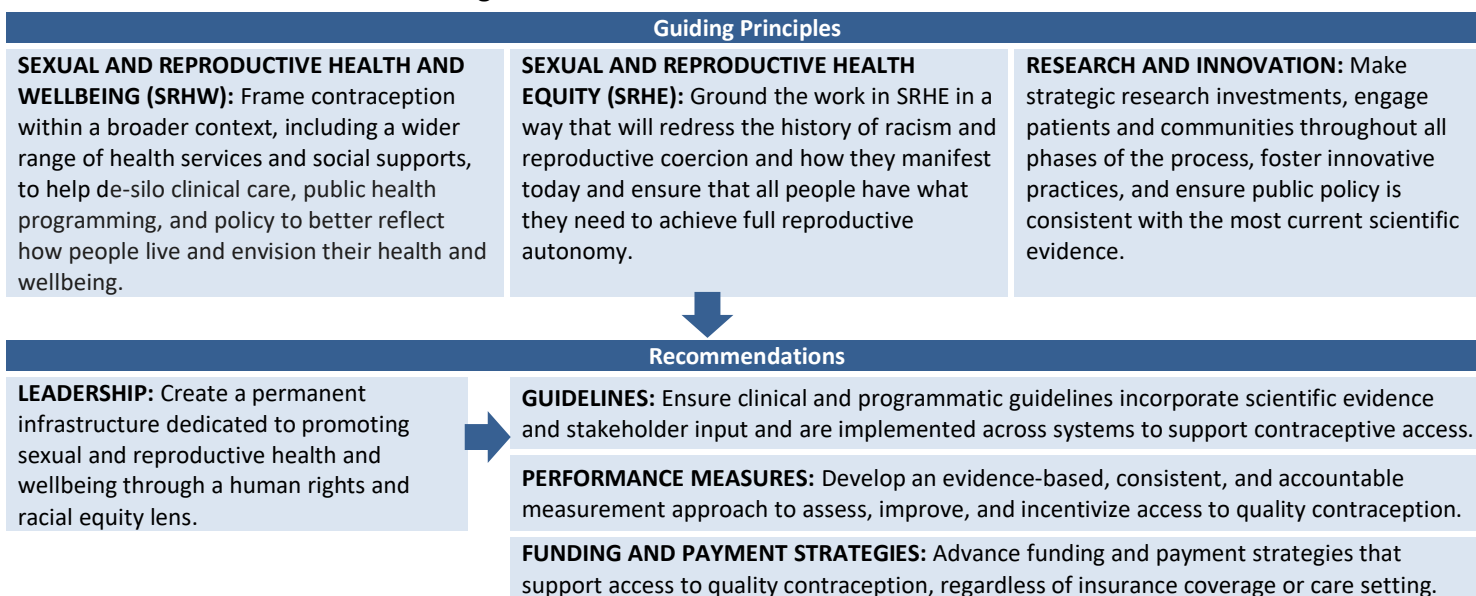 Guiding Principles
SEXUAL AND REPRODUCTIVE HEALTH AND
WELLBEING (SRHW): Frame contraception
within a broader context, including a wider
range of health services and social supports,
to help de-silo clinical care, public health
programming, and policy to better reflect
how people live and envision their health and
wellbeing.
SEXUAL AND REPRODUCTIVE HEALTH
EQUITY (SRHE): Ground the work in SRHE in a
way that will redress the history of racism and
reproductive coercion and how they manifest
today and ensure that all people have what
they need to achieve full reproductive
autonomy.
RESEARCH AND INNOVATION: Make
strategic research investments, engage
patients and communities throughout all
phases of the process, foster innovative
practices, and ensure public policy is
consistent with the most current scientific
evidence.
Recommendations
LEADERSHIP: Create a permanent
infrastructure dedicated to promoting
sexual and reproductive health and
wellbeing through a human rights and
racial equity lens.
GUIDELINES: Ensure clinical and programmatic guidelines incorporate scientific evidence
and stakeholder input and are implemented across systems to support contraceptive access.
PERFORMANCE MEASURES: Develop an evidence-based, consistent, and accountable
measurement approach to assess, improve, and incentivize access to quality contraception.
FUNDING AND PAYMENT STRATEGIES: Advance funding and payment strategies that
support access to quality contraception, regardless of insurance coverage or care setting.